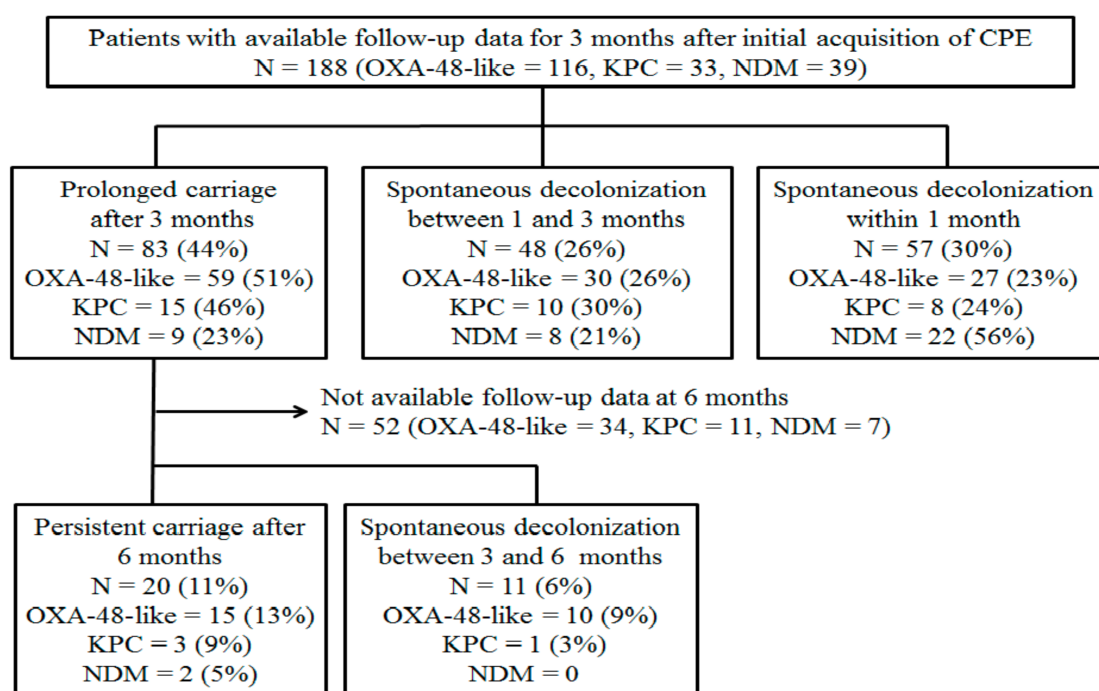 Patients with available follow-up data for 3 months after initial acquisition of CPE
N = 188 (OXA-48-like = 116, KPC = 33, NDM = 39)
Prolonged carriage
after 3 months
N = 83 (44%)
OXA-48-like = 59 (51%)
KPC = 15 (46%)
NDM = 9 (23%)
Spontaneous decolonization
between 1 and 3 months
N = 48 (26%)
OXA-48-like = 30 (26%)
KPC = 10 (30%)
NDM = 8 (21%)
Spontaneous decolonization
within 1 month
N = 57 (30%)
OXA-48-like = 27 (23%)
KPC = 8 (24%)
NDM = 22 (56%)
Not available follow-up data at 6 months
N = 52 (OXA-48-like = 34, KPC = 11, NDM = 7)
Persistent carriage after
6 months
N = 20 (11%)
OXA-48-like = 15 (13%)
KPC = 3 (9%)
NDM = 2 (5%)
Spontaneous decolonization
between 3 and 6 months
N = 11 (6%)
OXA-48-like = 10 (9%)
KPC = 1 (3%)
NDM = 0